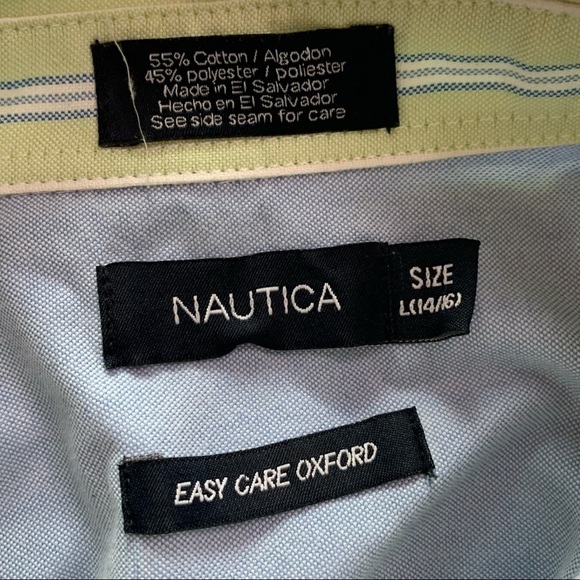 55% Cotton / Algodon
45% polyester / poliester
Made in El Salvador
Hecho en El Salvador
See side seam for care
NAUTICA
SIZE
L(14/16)
EASY CARE OXFORD